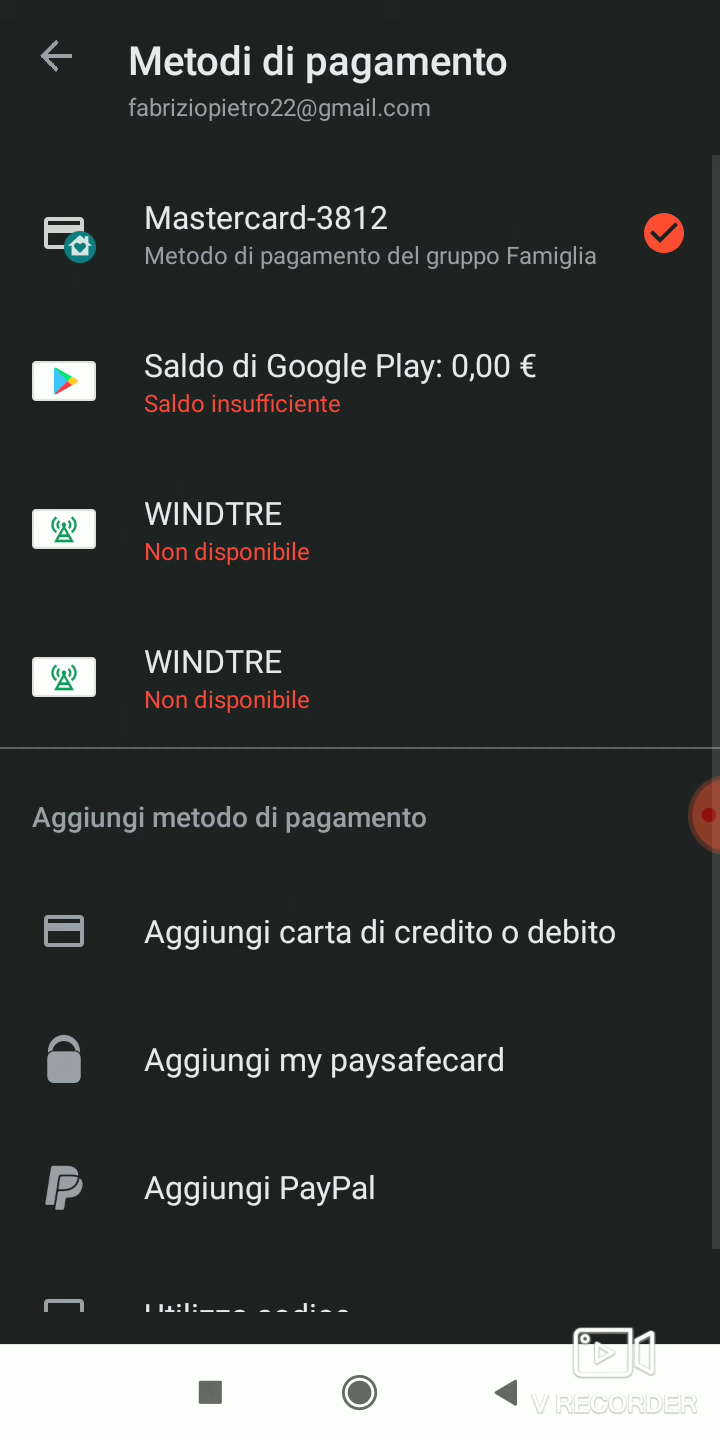 Metodi di pagamento
fabriziopietro22@gmail.com
Mastercard-3812
Metodo di pagamento del gruppo Famiglia
Saldo di Google Play: 0,00 €
Saldo insufficiente
WINDTRE
Non disponibile
WINDTRE
Non disponibile
Aggiungi metodo di pagamento
Aggiungi carta di credito o debito
Aggiungi my paysafecard
Aggiungi PayPal
Utilizza codice
V RECORDER